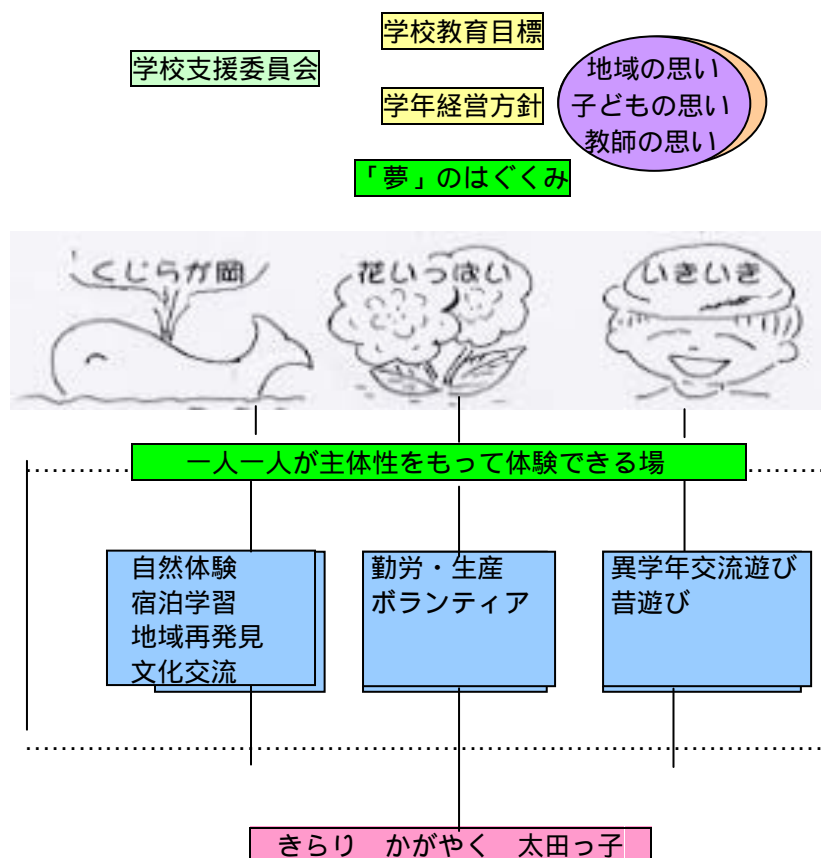 学校教育目標
学校支援委員会
学年経営方針
地域の思い
子どもの思い
教師の思い
「夢」のはぐくみ
くじらが岡
花いっぱい
いきいき
一人一人が主体性をもって体験できる場
自然体験
宿泊学習
地域再発見
文化交流
勤労・生産
ボランティア
異学年交流遊び
昔遊び
きらり　かがやく　太田っ子